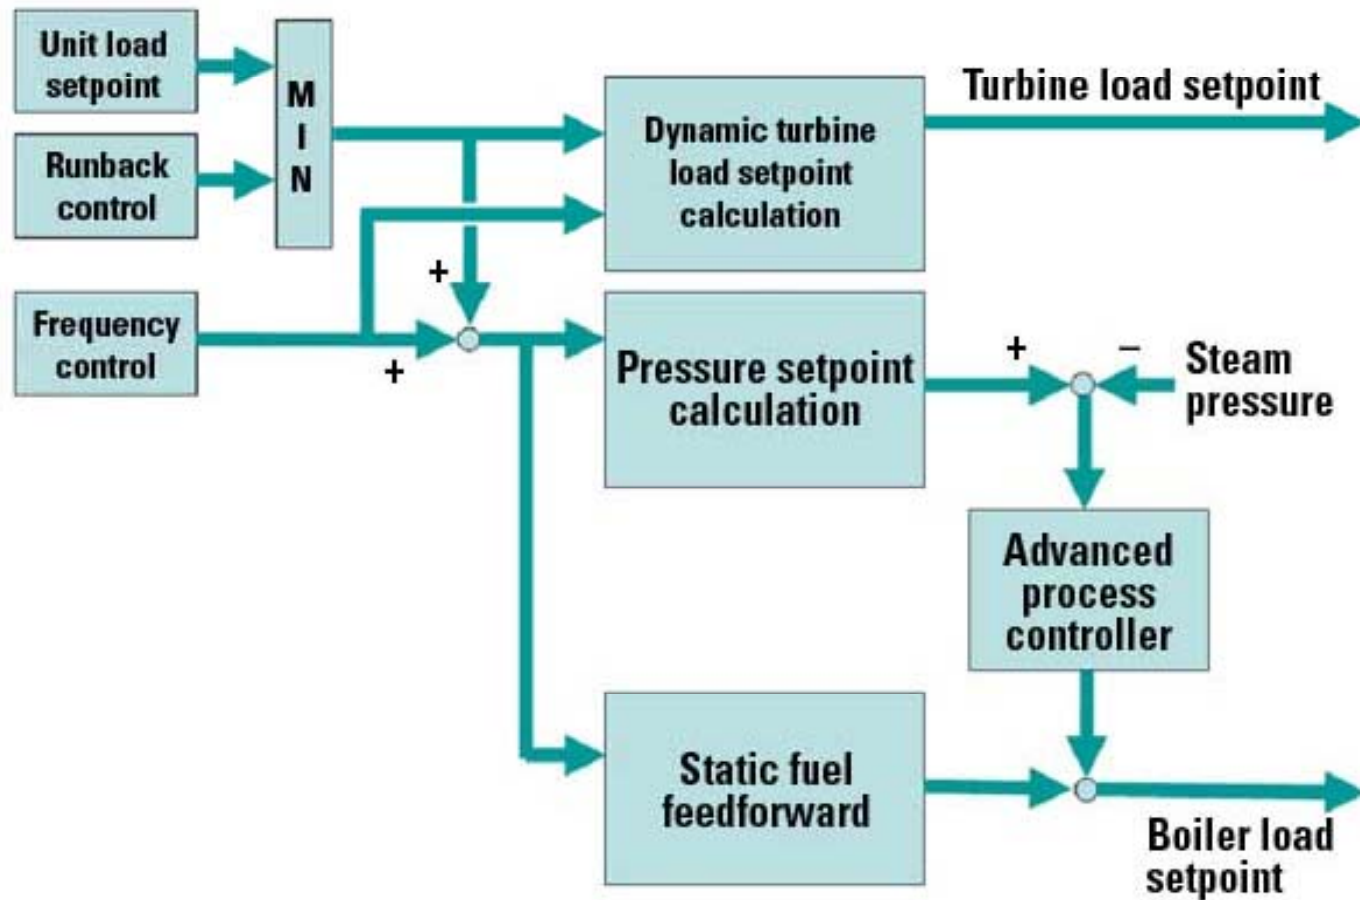 Unit load
setpoint
M
I
N
Runback
control
Dynamic turbine
load setpoint
calculation
Turbine load setpoint
+
Frequency
control
+
Pressure setpoint
calculation
+
–
Steam
pressure
Advanced
process
controller
Static fuel
feedforward
Boiler load
setpoint